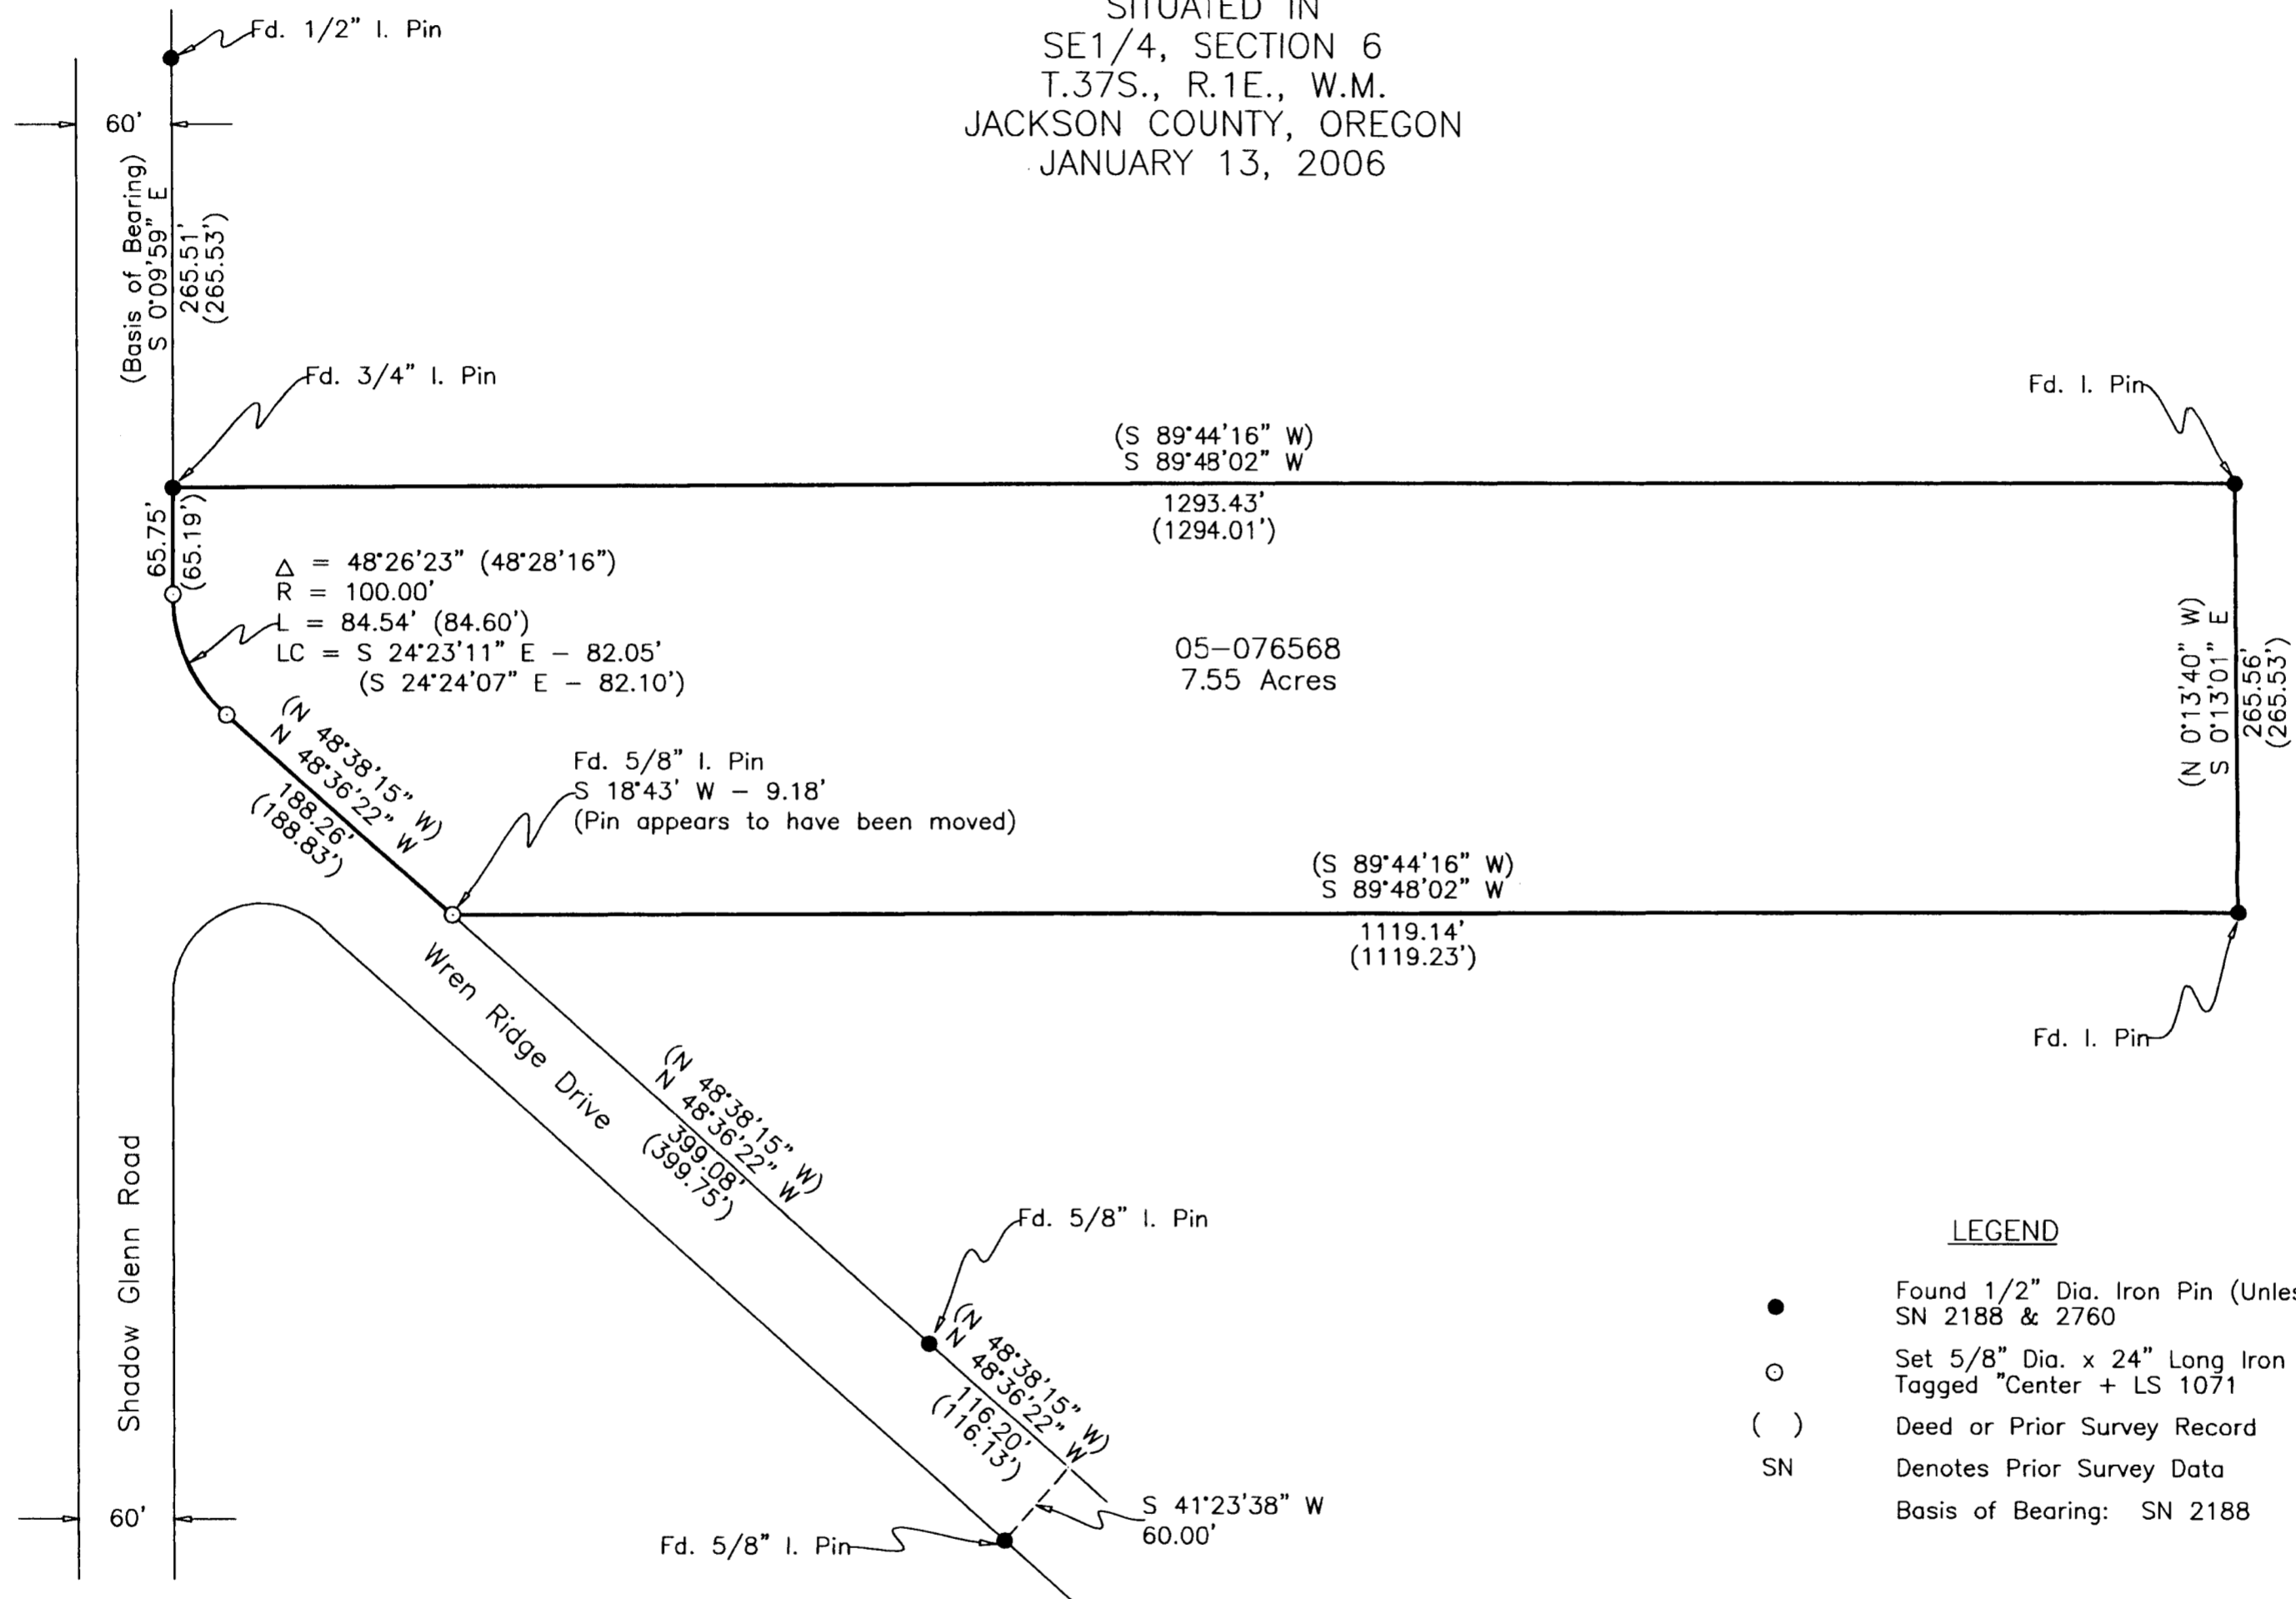 SITUATED IN
SE1/4, SECTION 6
T.37S., R.1E., W.M.
JACKSON COUNTY, OREGON
JANUARY 13, 2006
Fd. 1/2" I. Pin
60'
(Basis of Bearing)
S 0°09'59" E
265.51'
(265.53')
Fd. 3/4" I. Pin
Fd. I. Pin
(S 89°44'16" W)
S 89°48'02" W
1293.43'
(1294.01')
65.75'
(65.19')
△ = 48°26'23" (48°28'16")
R = 100.00'
L = 84.54' (84.60')
LC = S 24°23'11" E – 82.05'
(S 24°24'07" E – 82.10')
05–076568
7.55 Acres
(N 0°13'40" W)
S 0°13'01" E
265.56'
(265.53')
(N 48°38'15" W)
N 48°36'22" W
188.26'
(188.83')
Fd. 5/8" I. Pin
S 18°43' W – 9.18'
(Pin appears to have been moved)
(S 89°44'16" W)
S 89°48'02" W
1119.14'
(1119.23')
Fd. I. Pin
Wren Ridge Drive
(N 48°38'15" W)
N 48°36'22" W
399.08'
(399.75')
Shadow Glenn Road
Fd. 5/8" I. Pin
(N 48°38'15" W)
N 48°36'22" W
116.20'
(116.13')
S 41°23'38" W
60.00'
Fd. 5/8" I. Pin
60'
LEGEND
Found 1/2" Dia. Iron Pin
SN 2188 & 2760
Set 5/8" Dia. x 24" Long Iron
Tagged "Center + LS 1071
( ) Deed or Prior Survey Record
SN Denotes Prior Survey Data
Basis of Bearing: SN 2188